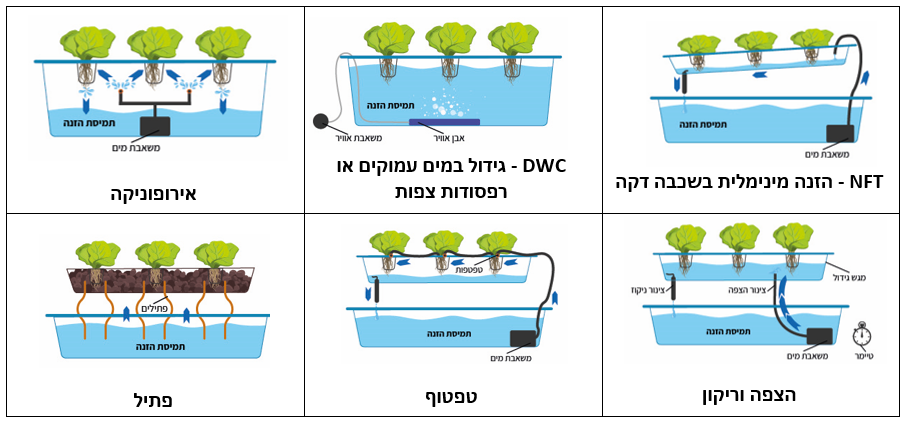 תמיסת הזנה
משאבת מים
NFT - הזנה מינימלית בשכבה דקה
משאבת אוויר
אבן אוויר
DWC - גידול במים עמוקים או
רפסודות צפות
תמיסת הזנה
משאבת מים
אירופוניקה
מגש גידול
צינור הצפה
צינור ניקוז
תמיסת הזנה
משאבת מים
טיימר
הצפה וריקון
טפטפות
תמיסת הזנה
משאבת מים
טפטוף
פתילים
תמיסת הזנה
פתיל